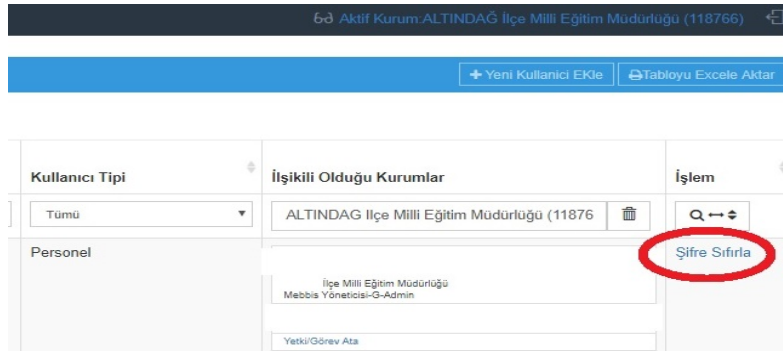 Aktif Kurum:ALTINDAĞ İlçe Milli Eğitim Müdürlüğü (118766)
Yeni Kullanici EKle Tabloyu Excele Aktar
Kullanıcı Tipi İlşikili Olduğu Kurumlar İşlem
Tümü ALTINDAG Ilçe Milli Eğitim Müdürlüğü (11876
Personel Şifre Sıfırla
İlçe Milli Eğitim Müdürlüğü
Mebbis Yöneticisi-G-Admin
Yetki/Görev Ata